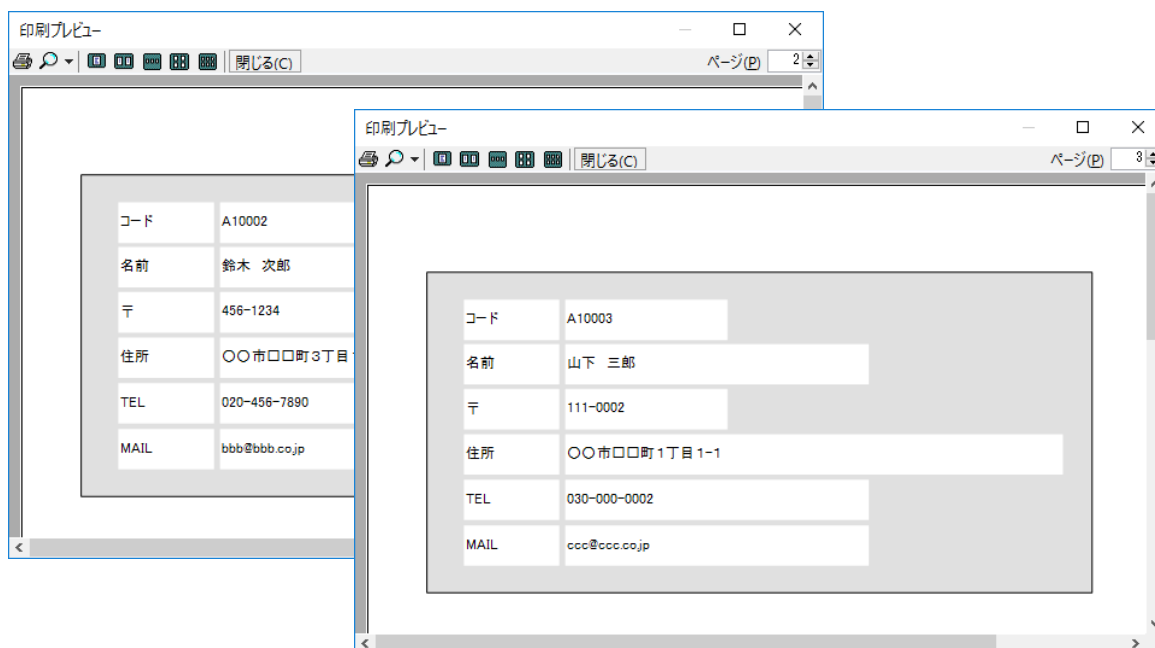 印刷プレビュー
閉じる(C)
ページ(P) 2
コード A10002
名前 鈴木 次郎
〒 456-1234
住所 〇〇市口口町3丁目
TEL 020-456-7890
MAIL bbb@bbb.co.jp
印刷プレビュー
閉じる(C)
ページ(P) 3
コード A10003
名前 山下 三郎
〒 111-0002
住所 〇〇市口口町1丁目1-1
TEL 030-000-0002
MAIL ccc@ccc.co.jp